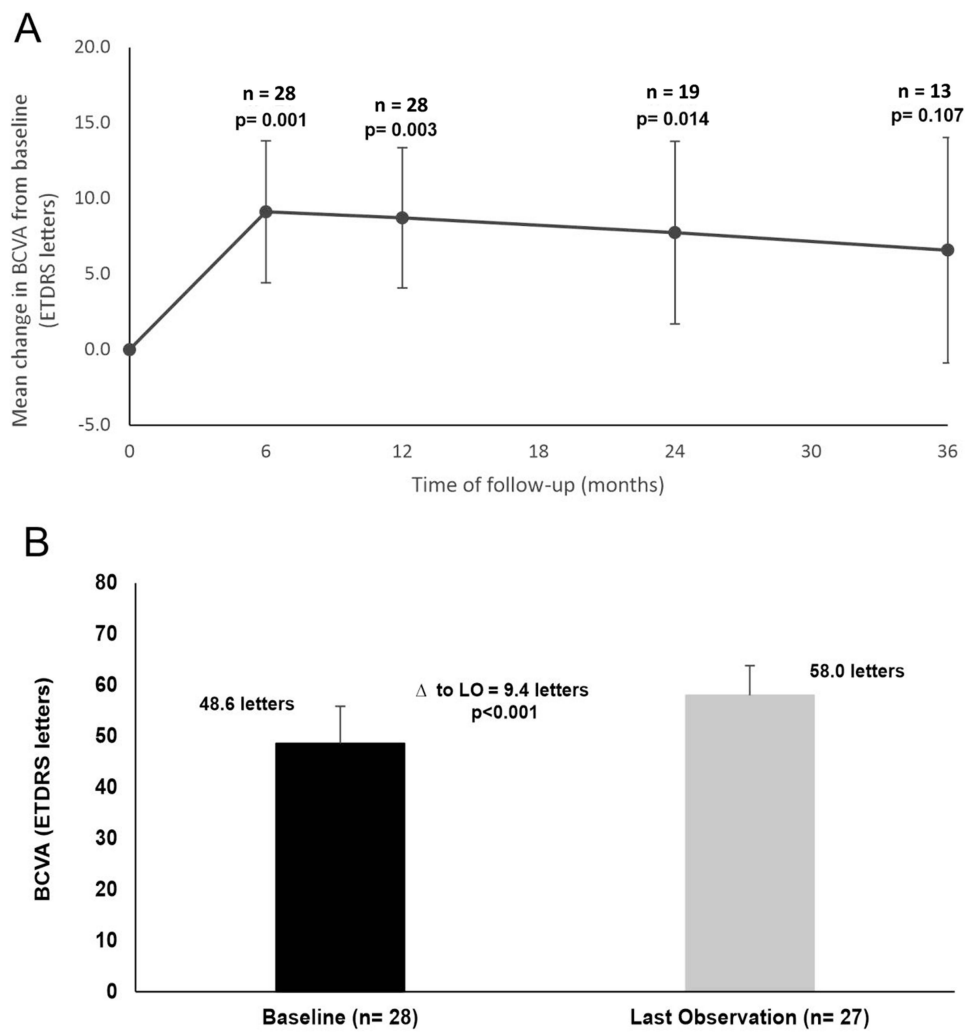 A
Mean change in BCVA from baseline
(ETDRS letters)
20.0
15.0
10.0
5.0
0.0
-5.0
n = 28
p= 0.001
n = 28
p= 0.003
n = 19
p= 0.014
n = 13
p= 0.107
0 6 12 18 24 30 36
Time of follow-up (months)
B
BCVA (ETDRS letters)
80
70
60
50
40
30
20
10
0
48.6 letters
Δ to LO = 9.4 letters
p<0.001
58.0 letters
Baseline (n= 28) Last Observation (n= 27)